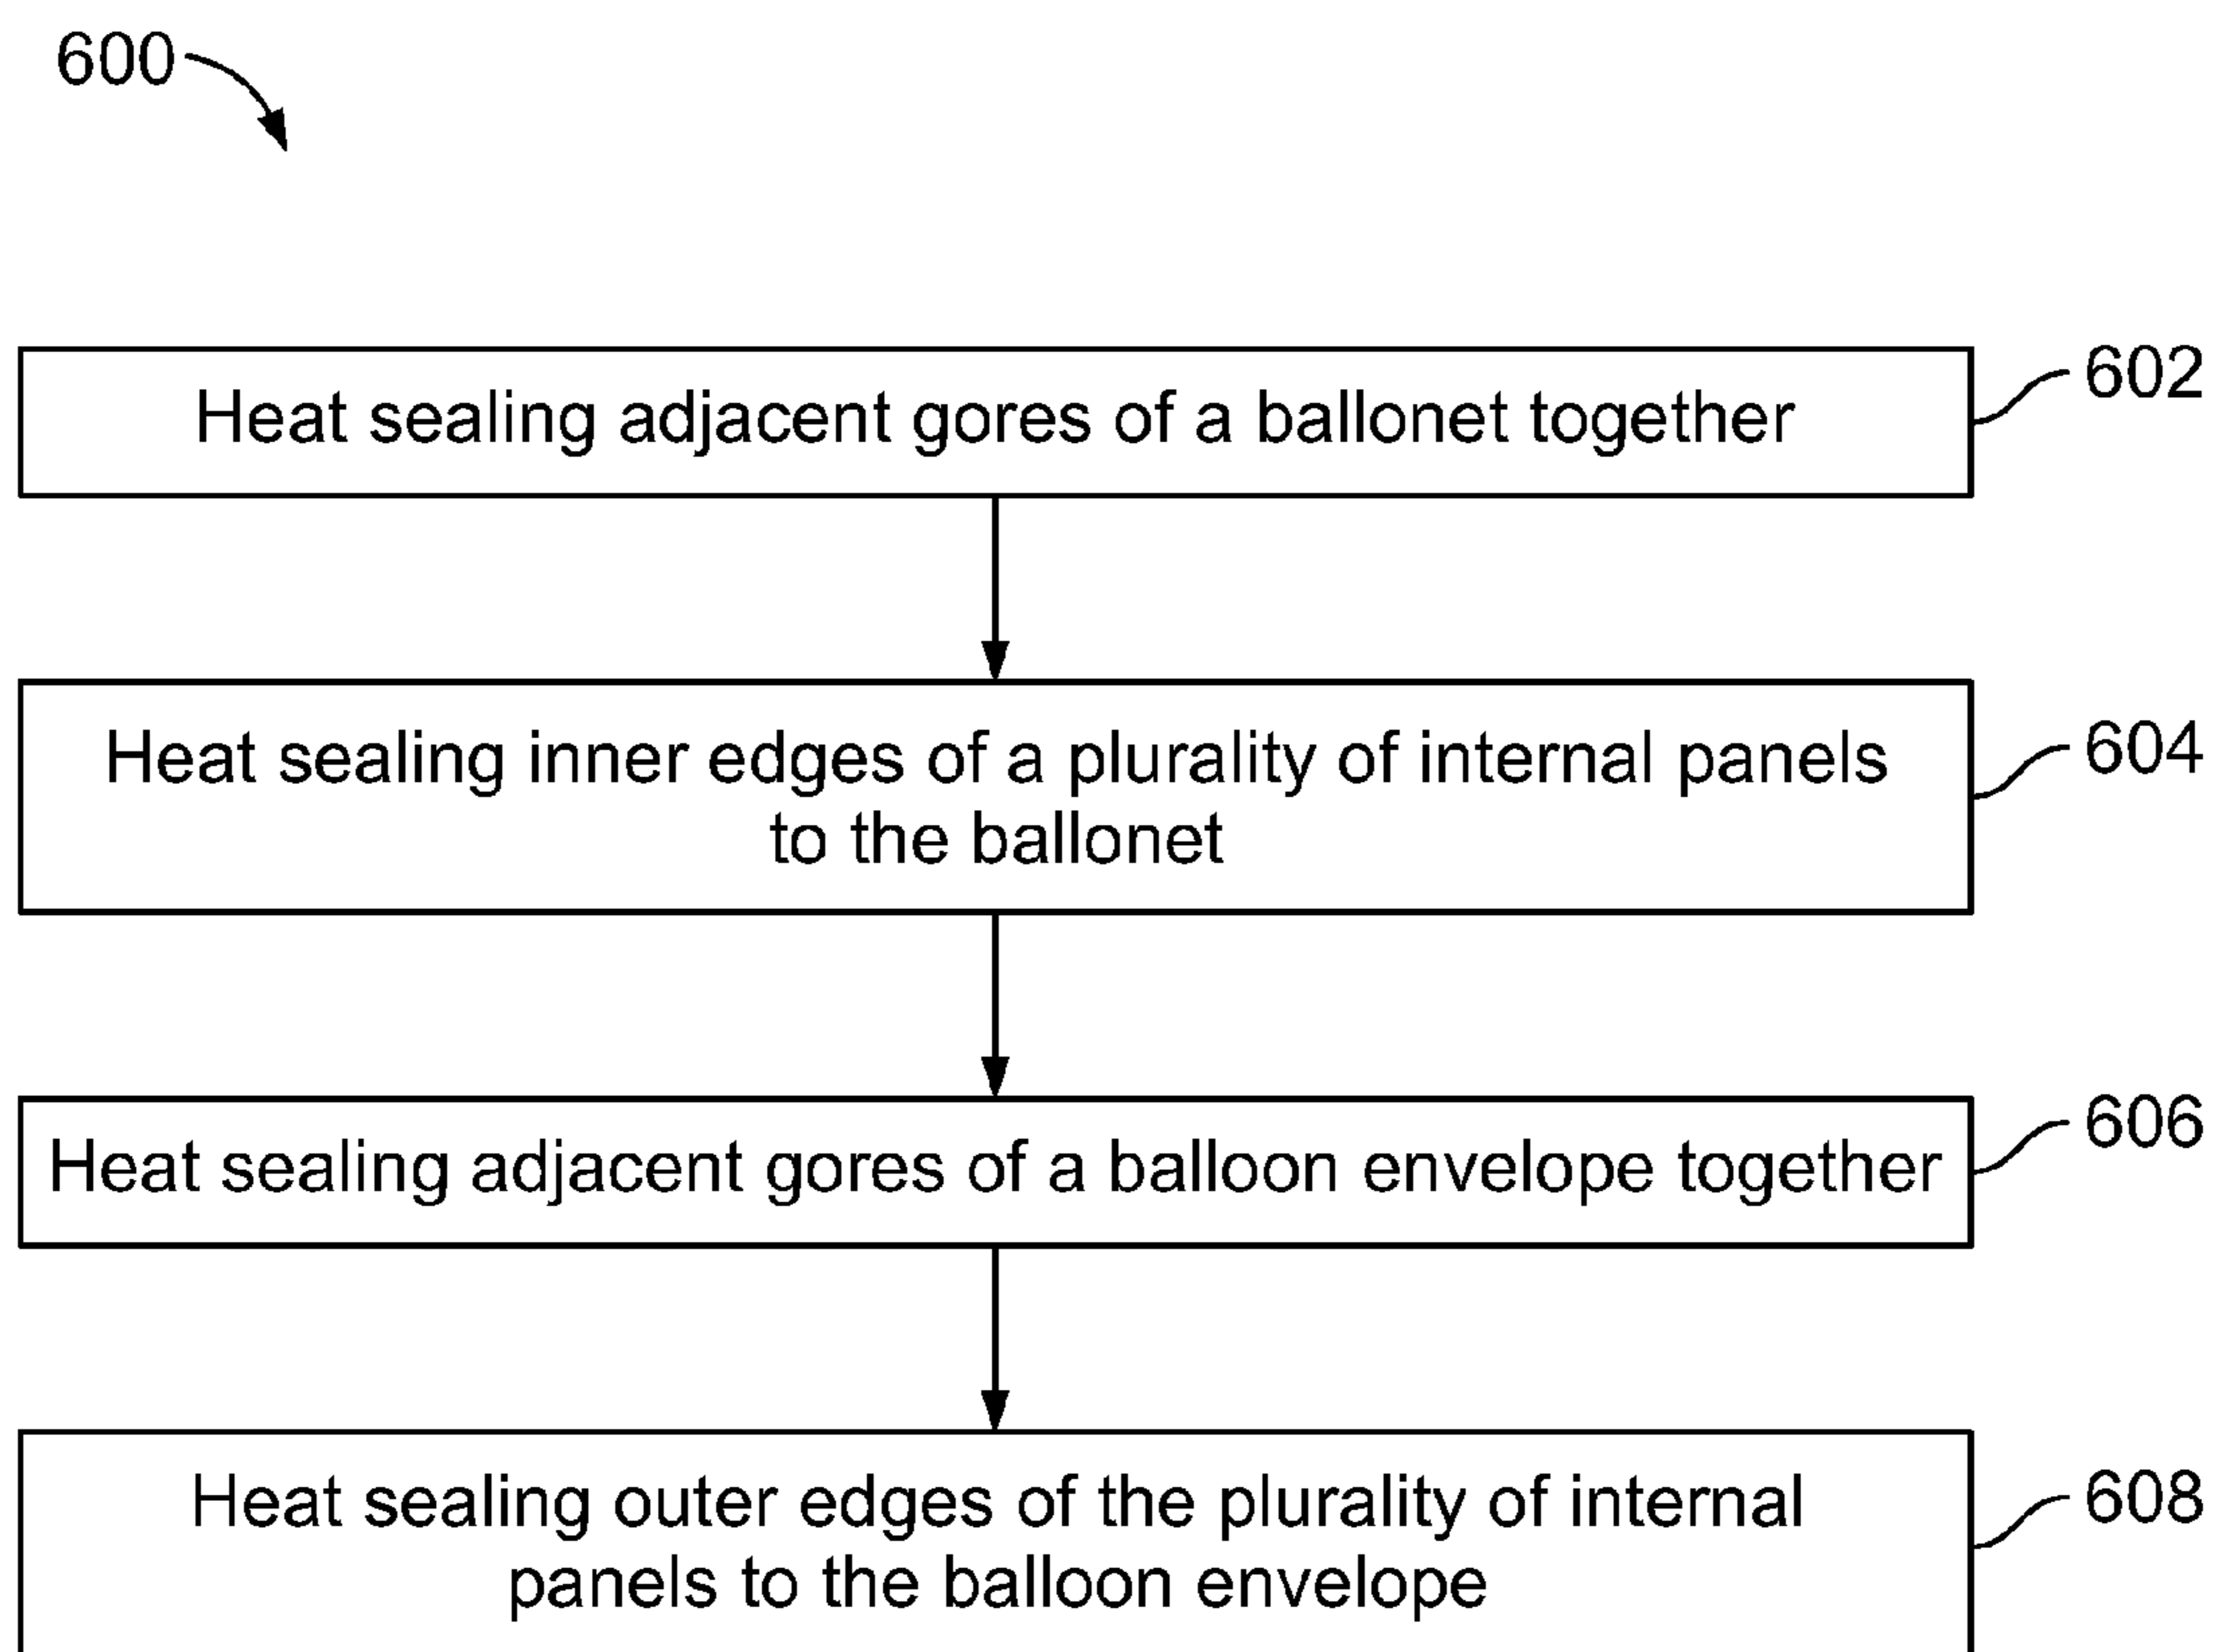 600
Heat sealing adjacent gores of a ballonet together
602
Heat sealing inner edges of a plurality of internal panels
to the ballonet
604
Heat sealing adjacent gores of a balloon envelope together
606
Heat sealing outer edges of the plurality of internal
panels to the balloon envelope
608